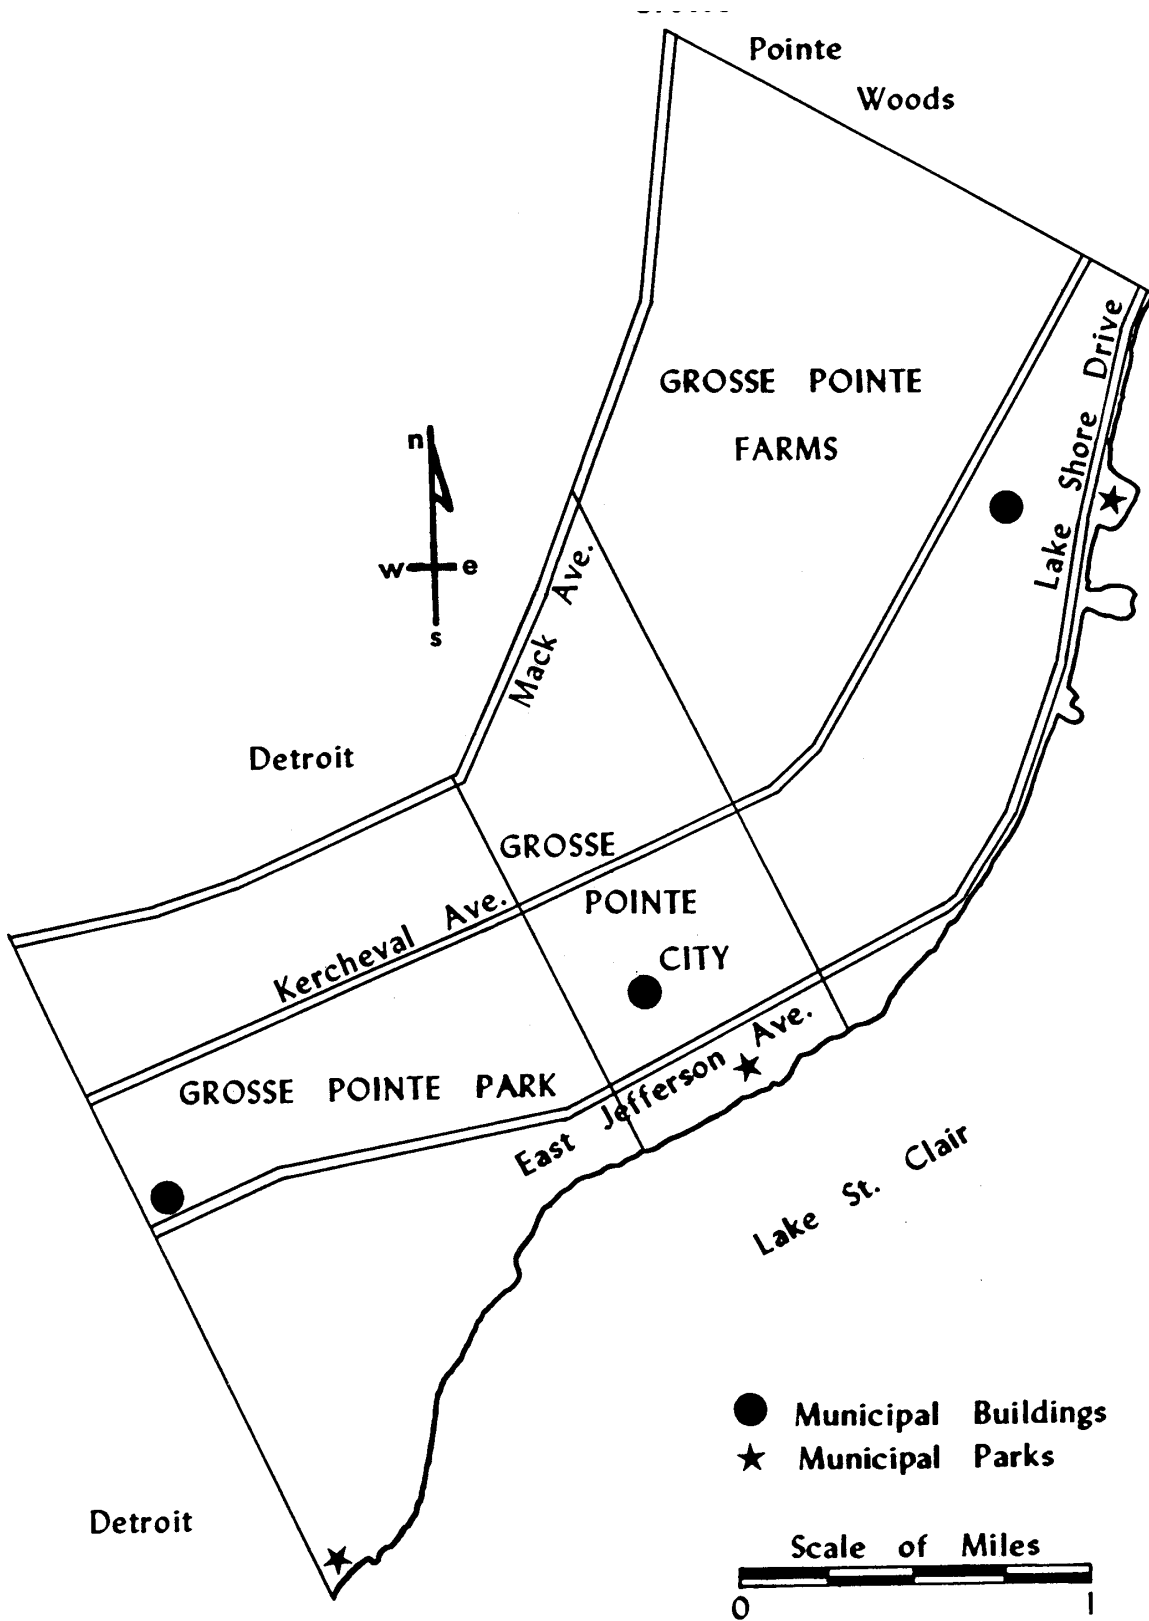 Pointe
Woods
GROSSE POINTE
FARMS
Lake Shore Drive
n
w e
s
Mack Ave.
Detroit
GROSSE
POINTE
CITY
Kercheval Ave.
GROSSE POINTE PARK
East Jefferson Ave.
Lake St. Clair
Municipal Buildings
Municipal Parks
Detroit
Scale of Miles
0 1